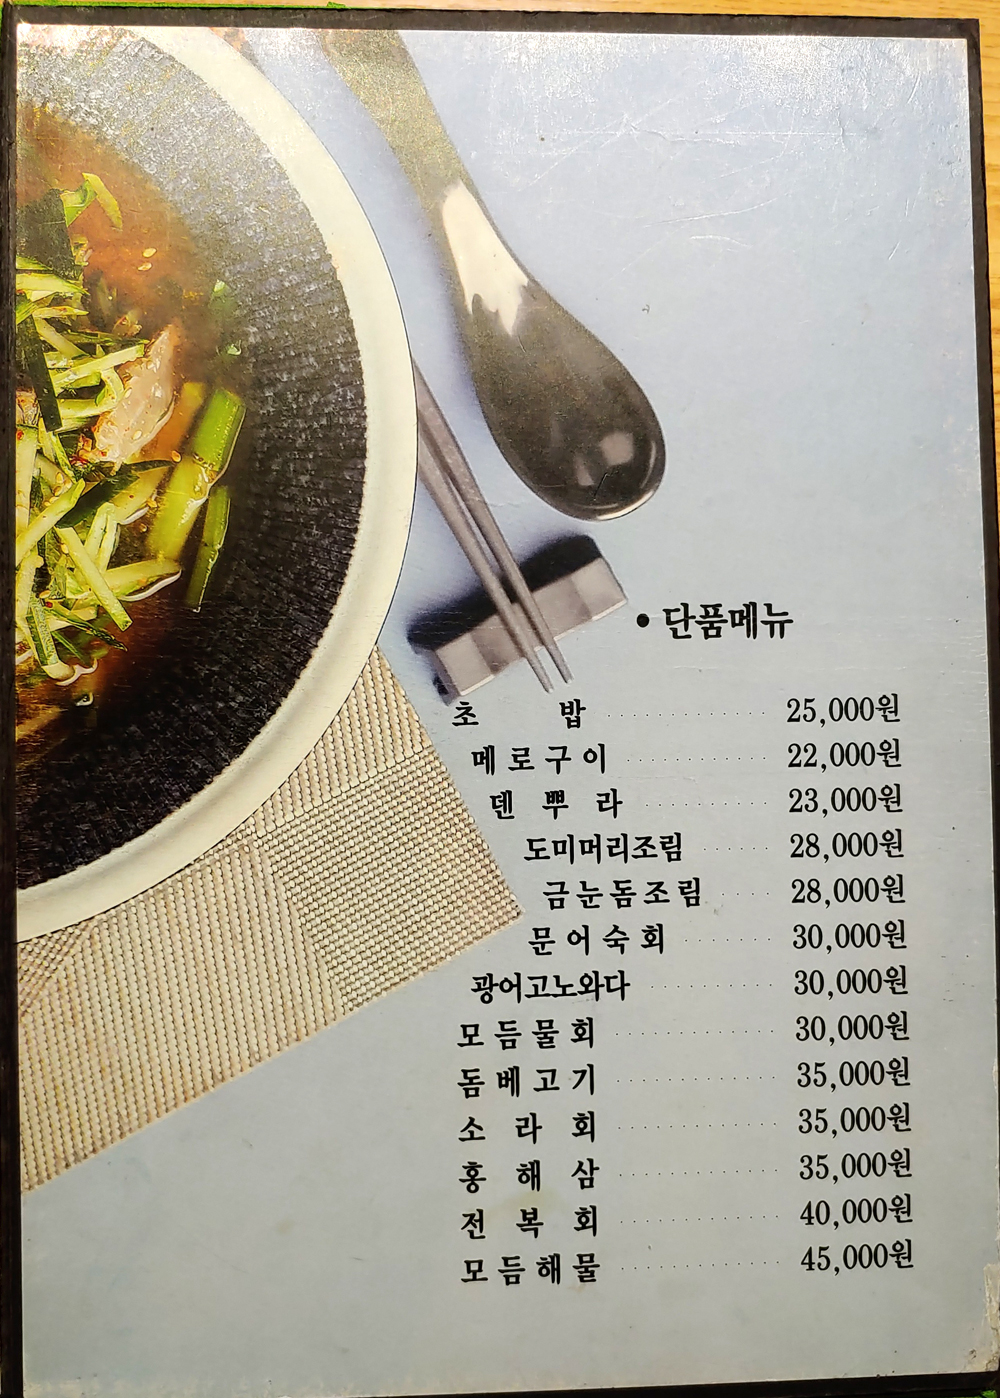 • 단품메뉴
초 밥 25,000원
메로구이 22,000원
덴뿌라 23,000원
도미머리조림 28,000원
금눈돔조림 28,000원
문어숙회 30,000원
광어고노와다 30,000원
모듬물회 30,000원
돔베고기 35,000원
소라회 35,000원
홍해삼 35,000원
전복회 40,000원
모듬해물 45,000원